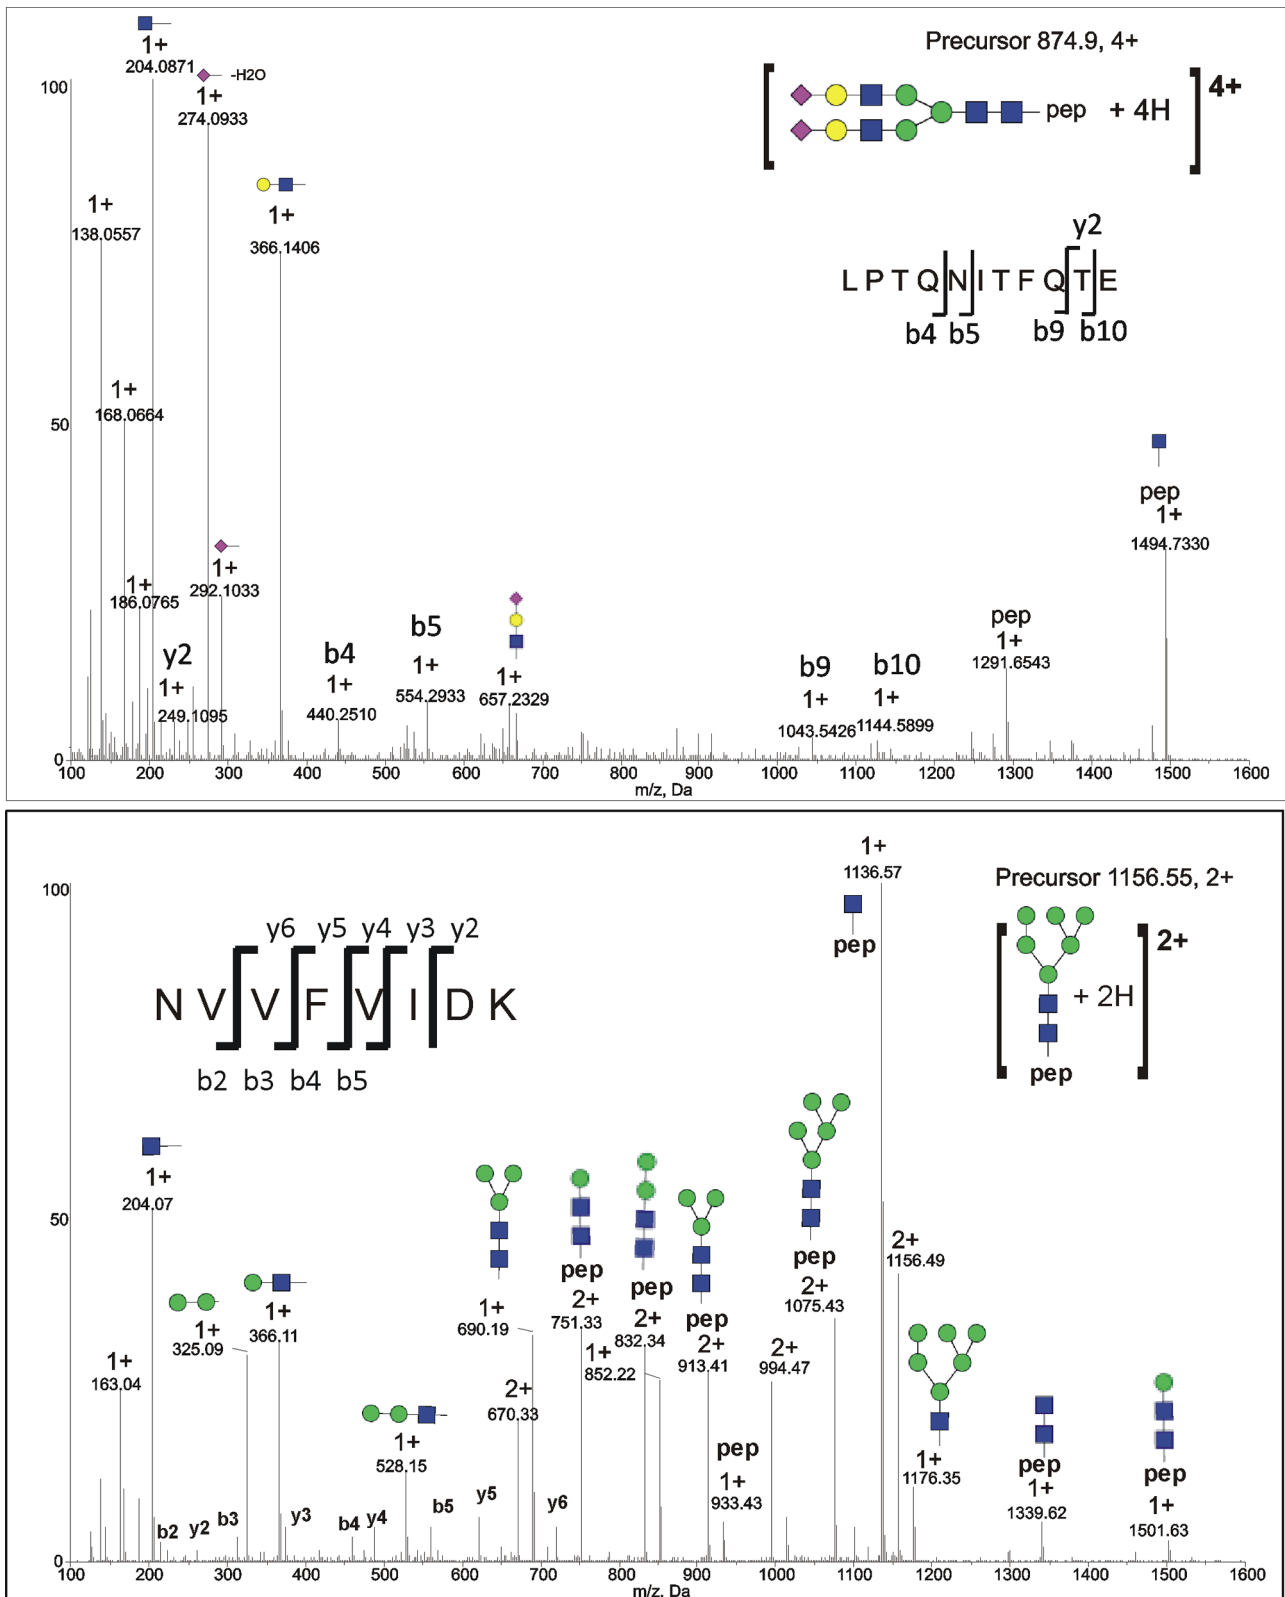 1+
204.0871
-H2O
1+
274.0933
Precursor 874.9, 4+
pep + 4H
4+
100
1+
138.0557
1+
366.1406
y2
L P T Q N I T F Q T E
b4 b5 b9 b10
1+
168.0664
50
pep
1+
1494.7330
1+
292.1033
1+
186.0765
y2
1+
249.1095
b4
1+
440.2510
b5
1+
554.2933
1+
657.2329
b9
1+
1043.5426
b10
1+
1144.5899
pep
1+
1291.6543
0
100 200 300 400 500 600 700 800 900 1000 1100 1200 1300 1400 1500 1600
m/z, Da
1+
1136.57
pep
Precursor 1156.55, 2+
2+
+ 2H
pep
100
y6 y5 y4 y3 y2
N V V F V I D K
b2 b3 b4 b5
1+
204.07
50
1+
325.09
1+
366.11
1+
163.04
1+
528.15
1+
690.19
2+
670.33
pep
2+
751.33
pep
2+
832.34
1+
852.22
pep
2+
913.41
pep
1+
933.43
2+
994.47
pep
2+
1075.43
2+
1156.49
1+
1176.35
pep
1+
1339.62
pep
1+
1501.63
b2 y2 b3 y3 b4 y4 b5 y5 y6
0
100 200 300 400 500 600 700 800 900 1000 1100 1200 1300 1400 1500 1600
m/z, Da